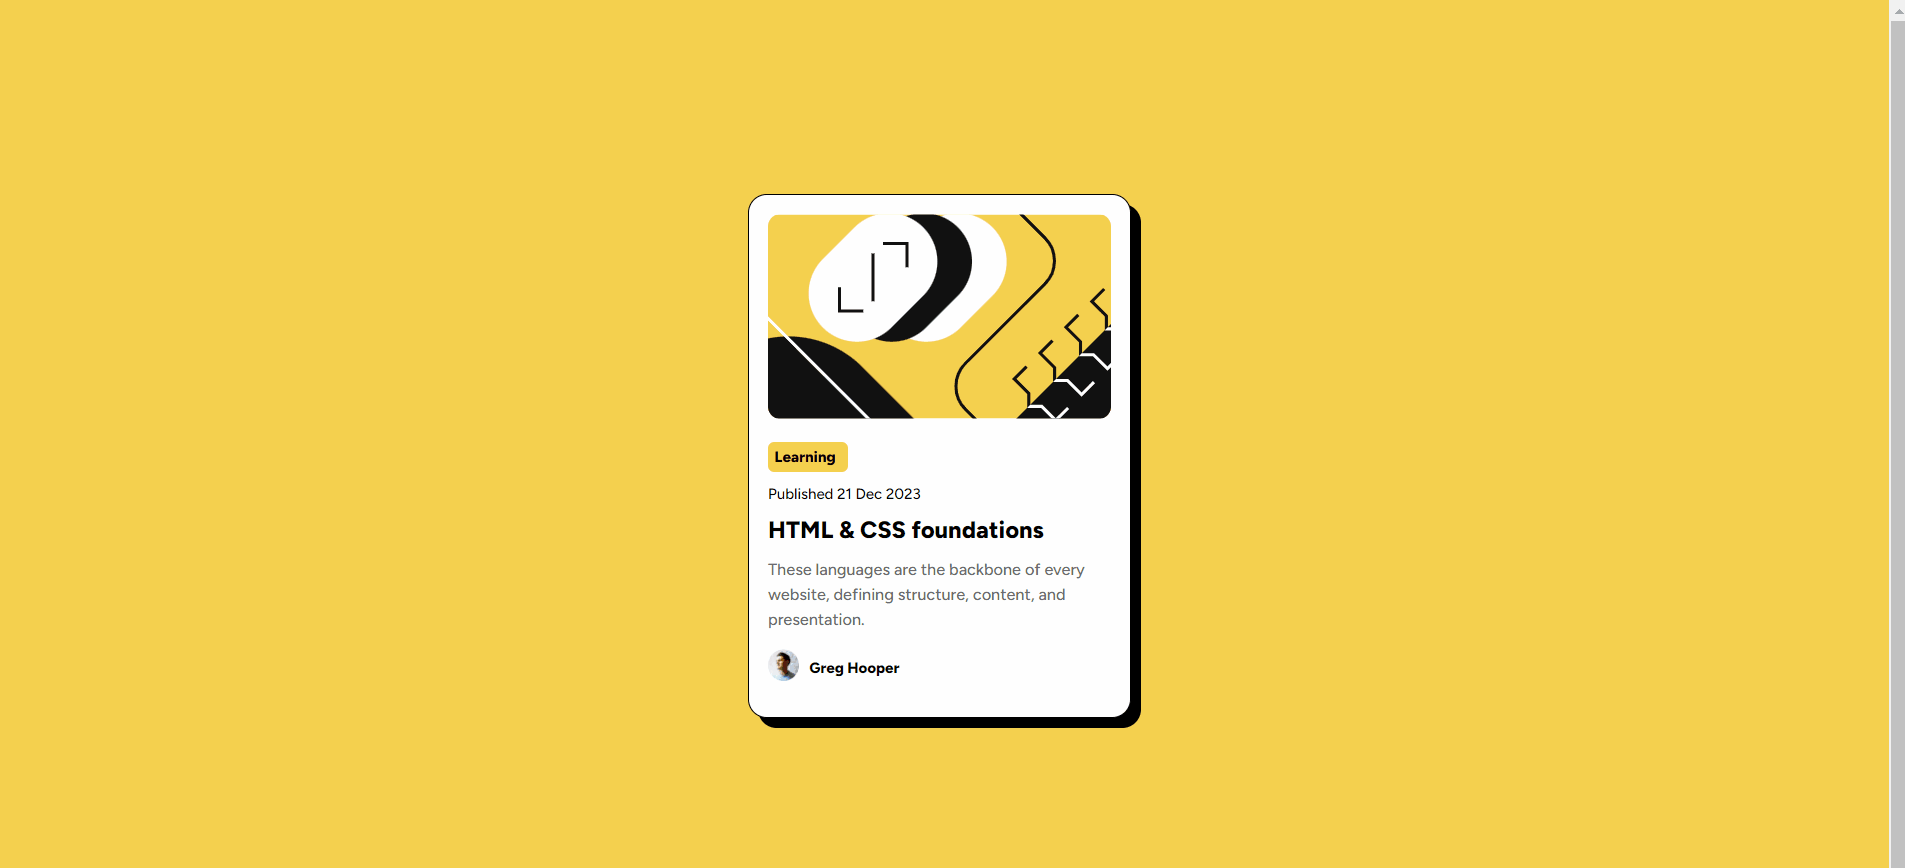 Learning
Published 21 Dec 2023
HTML & CSS foundations
These languages are the backbone of every
website, defining structure, content, and
presentation.
Greg Hooper